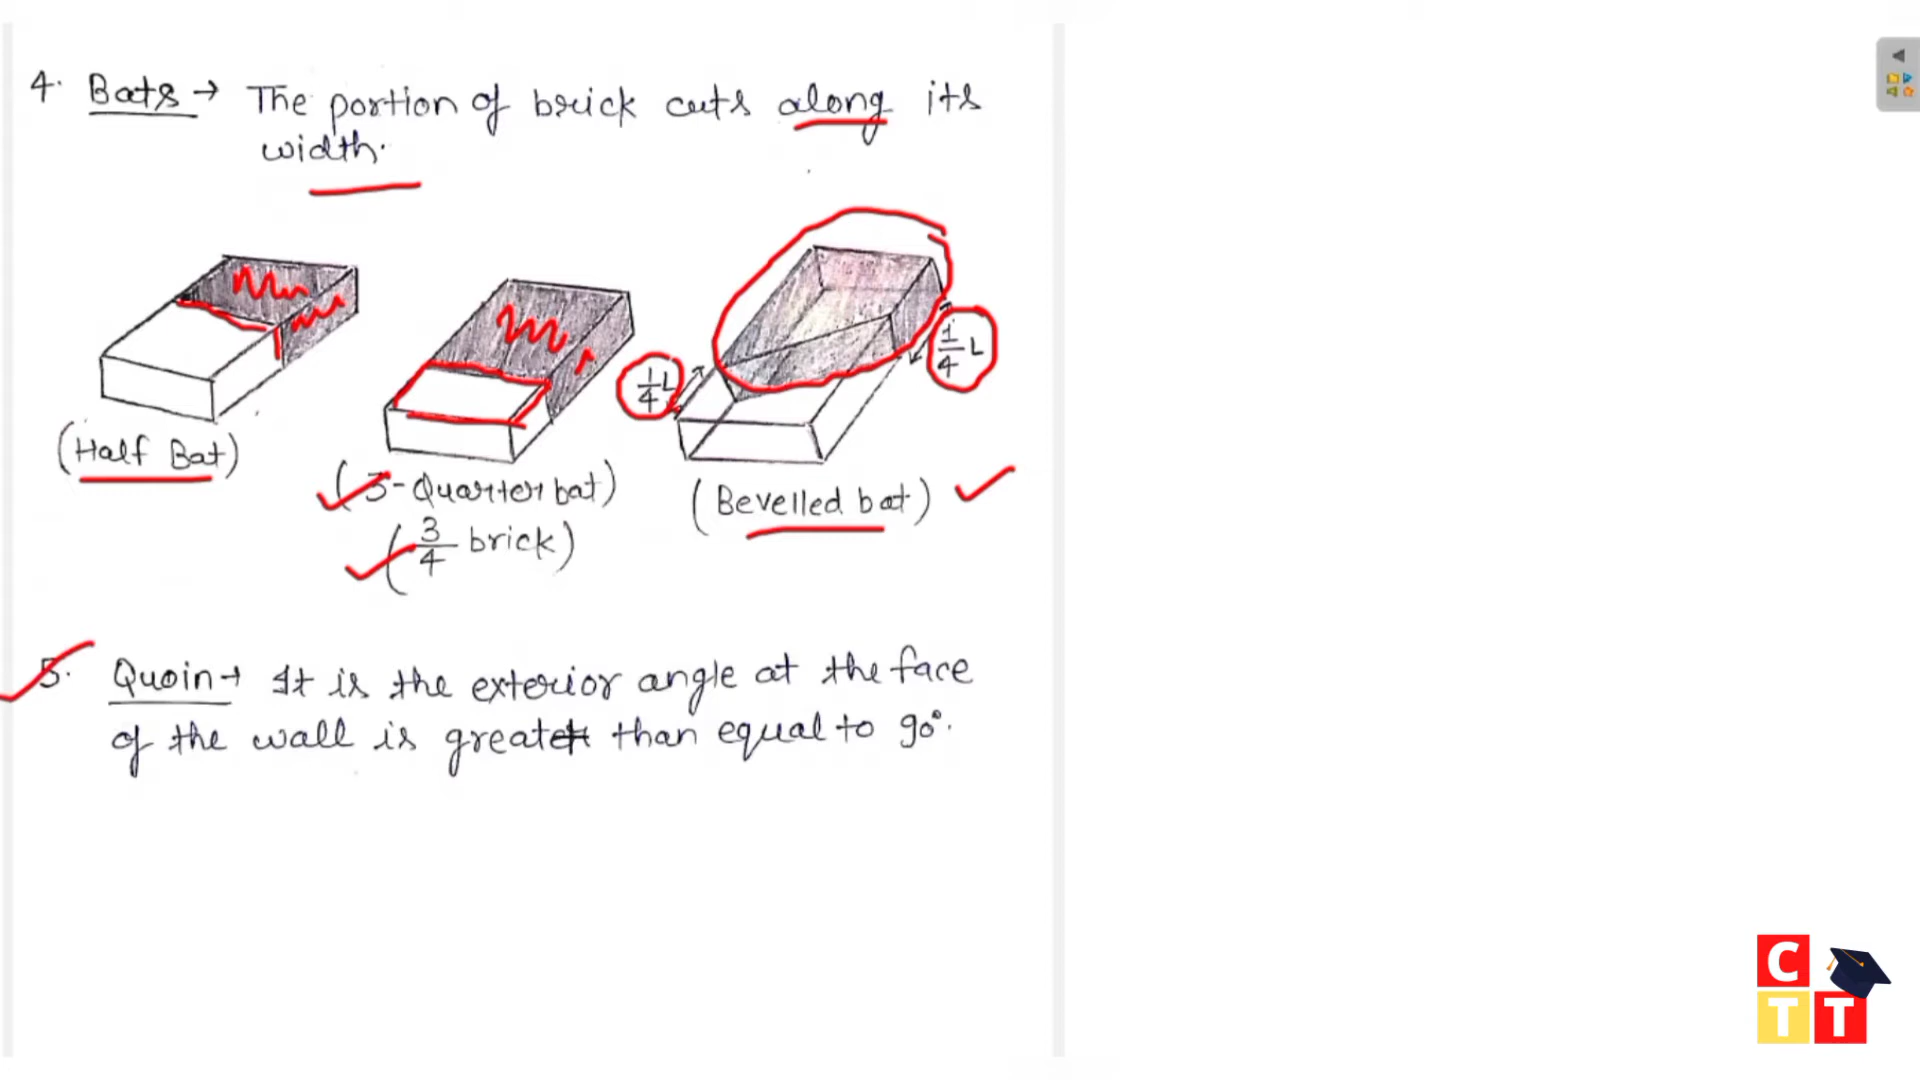 4. Bats → The portion of brick cuts along its
width.
1/4 L
1/4 L
(Half Bat)
(3-Quarter bat)
(3/4 brick)
(Bevelled bat)
5. Quoin → It is the exterior angle at the face
of the wall is greater than equal to 90°.
C
T T